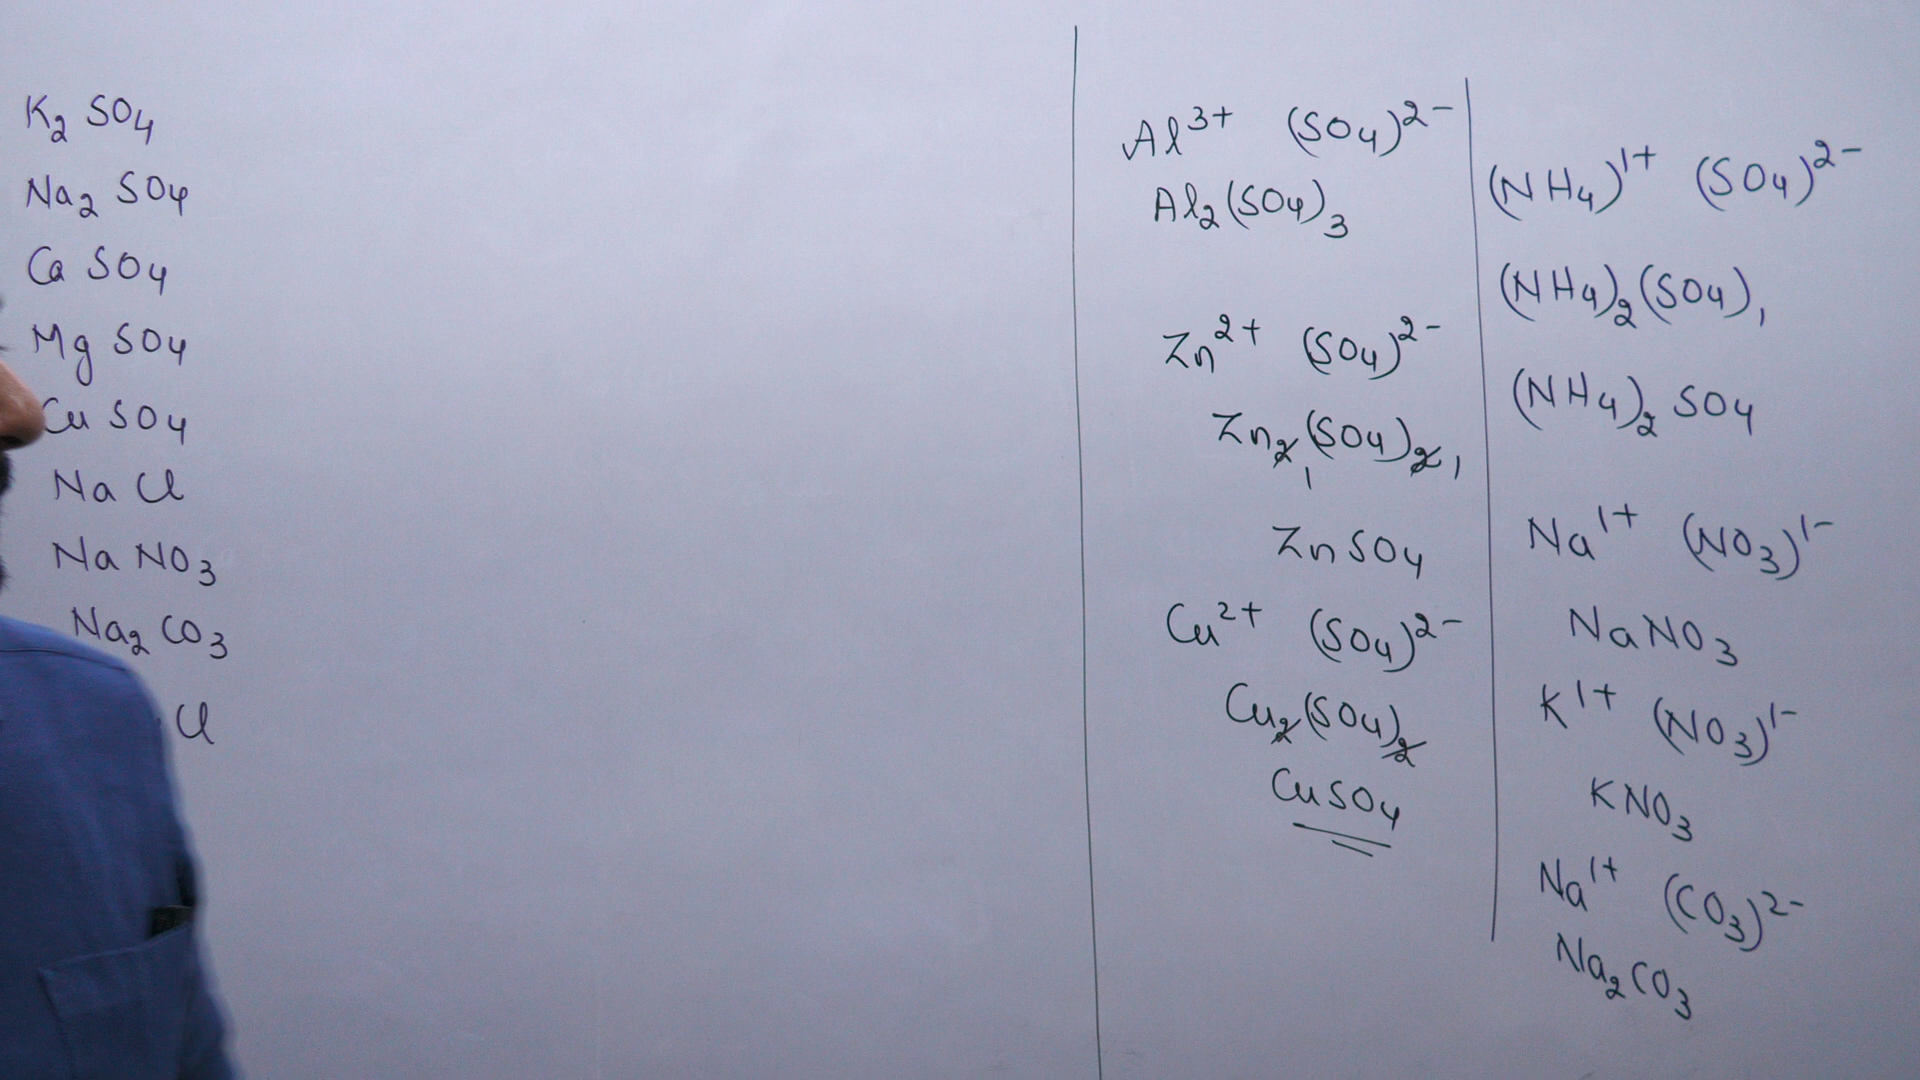 K₂ SO₄
Na₂ SO₄
Ca SO₄
Mg SO₄
Cu SO₄
Na Cl
Na NO₃
Na₂ CO₃
Cl
Al³⁺ (SO₄)²⁻
Al₂(SO₄)₃
Zn²⁺ (SO₄)²⁻
Zn₂₁(SO₄)₂₁
ZnSO₄
Cu²⁺ (SO₄)²⁻
Cu₂(SO₄)₂
CuSO₄
(NH₄)¹⁺ (SO₄)²⁻
(NH₄)₂(SO₄)₁
(NH₄)₂ SO₄
Na¹⁺ (NO₃)¹⁻
NaNO₃
K¹⁺ (NO₃)¹⁻
KNO₃
Na¹⁺ (CO₃)²⁻
Na₂CO₃